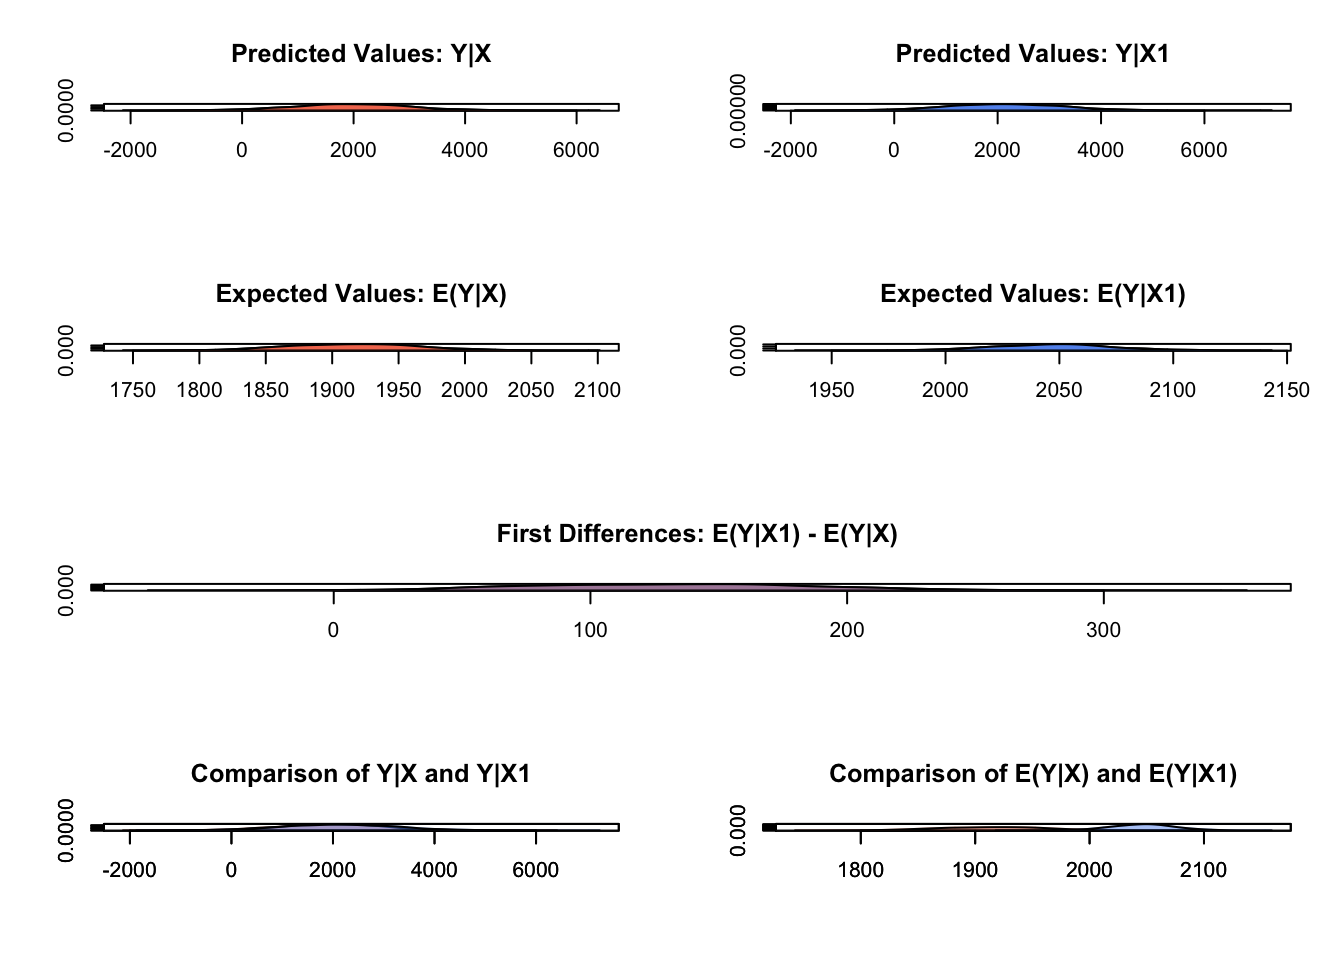 Predicted Values: Y|X
0.0000
-2000 0 2000 4000 6000
Predicted Values: Y|X1
0.00000
-2000 0 2000 4000 6000
Expected Values: E(Y|X)
0.000
1750 1800 1850 1900 1950 2000 2050 2100
Expected Values: E(Y|X1)
0.000
1950 2000 2050 2100 2150
First Differences: E(Y|X1) - E(Y|X)
0.000
0 100 200 300
Comparison of Y|X and Y|X1
0.0000
-2000 0 2000 4000 6000
Comparison of E(Y|X) and E(Y|X1)
0.000
1800 1900 2000 2100